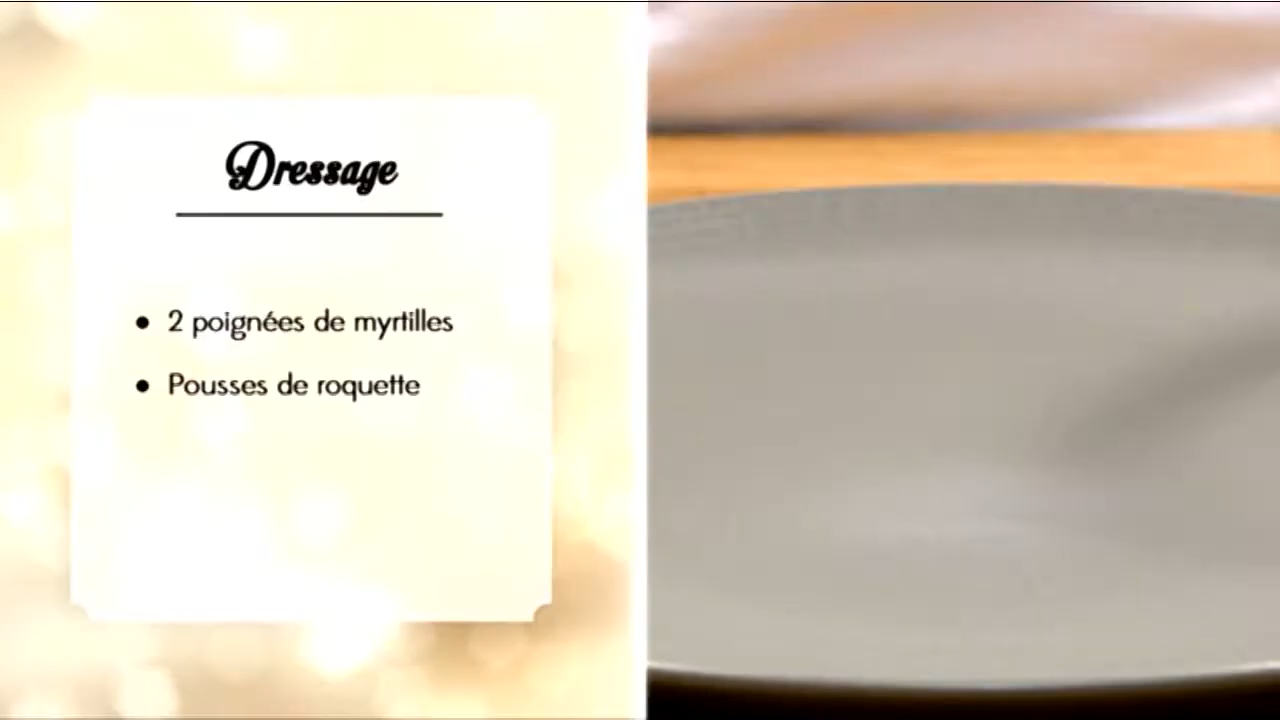 Dressage
• 2 poignées de myrtilles
• Pousses de roquette